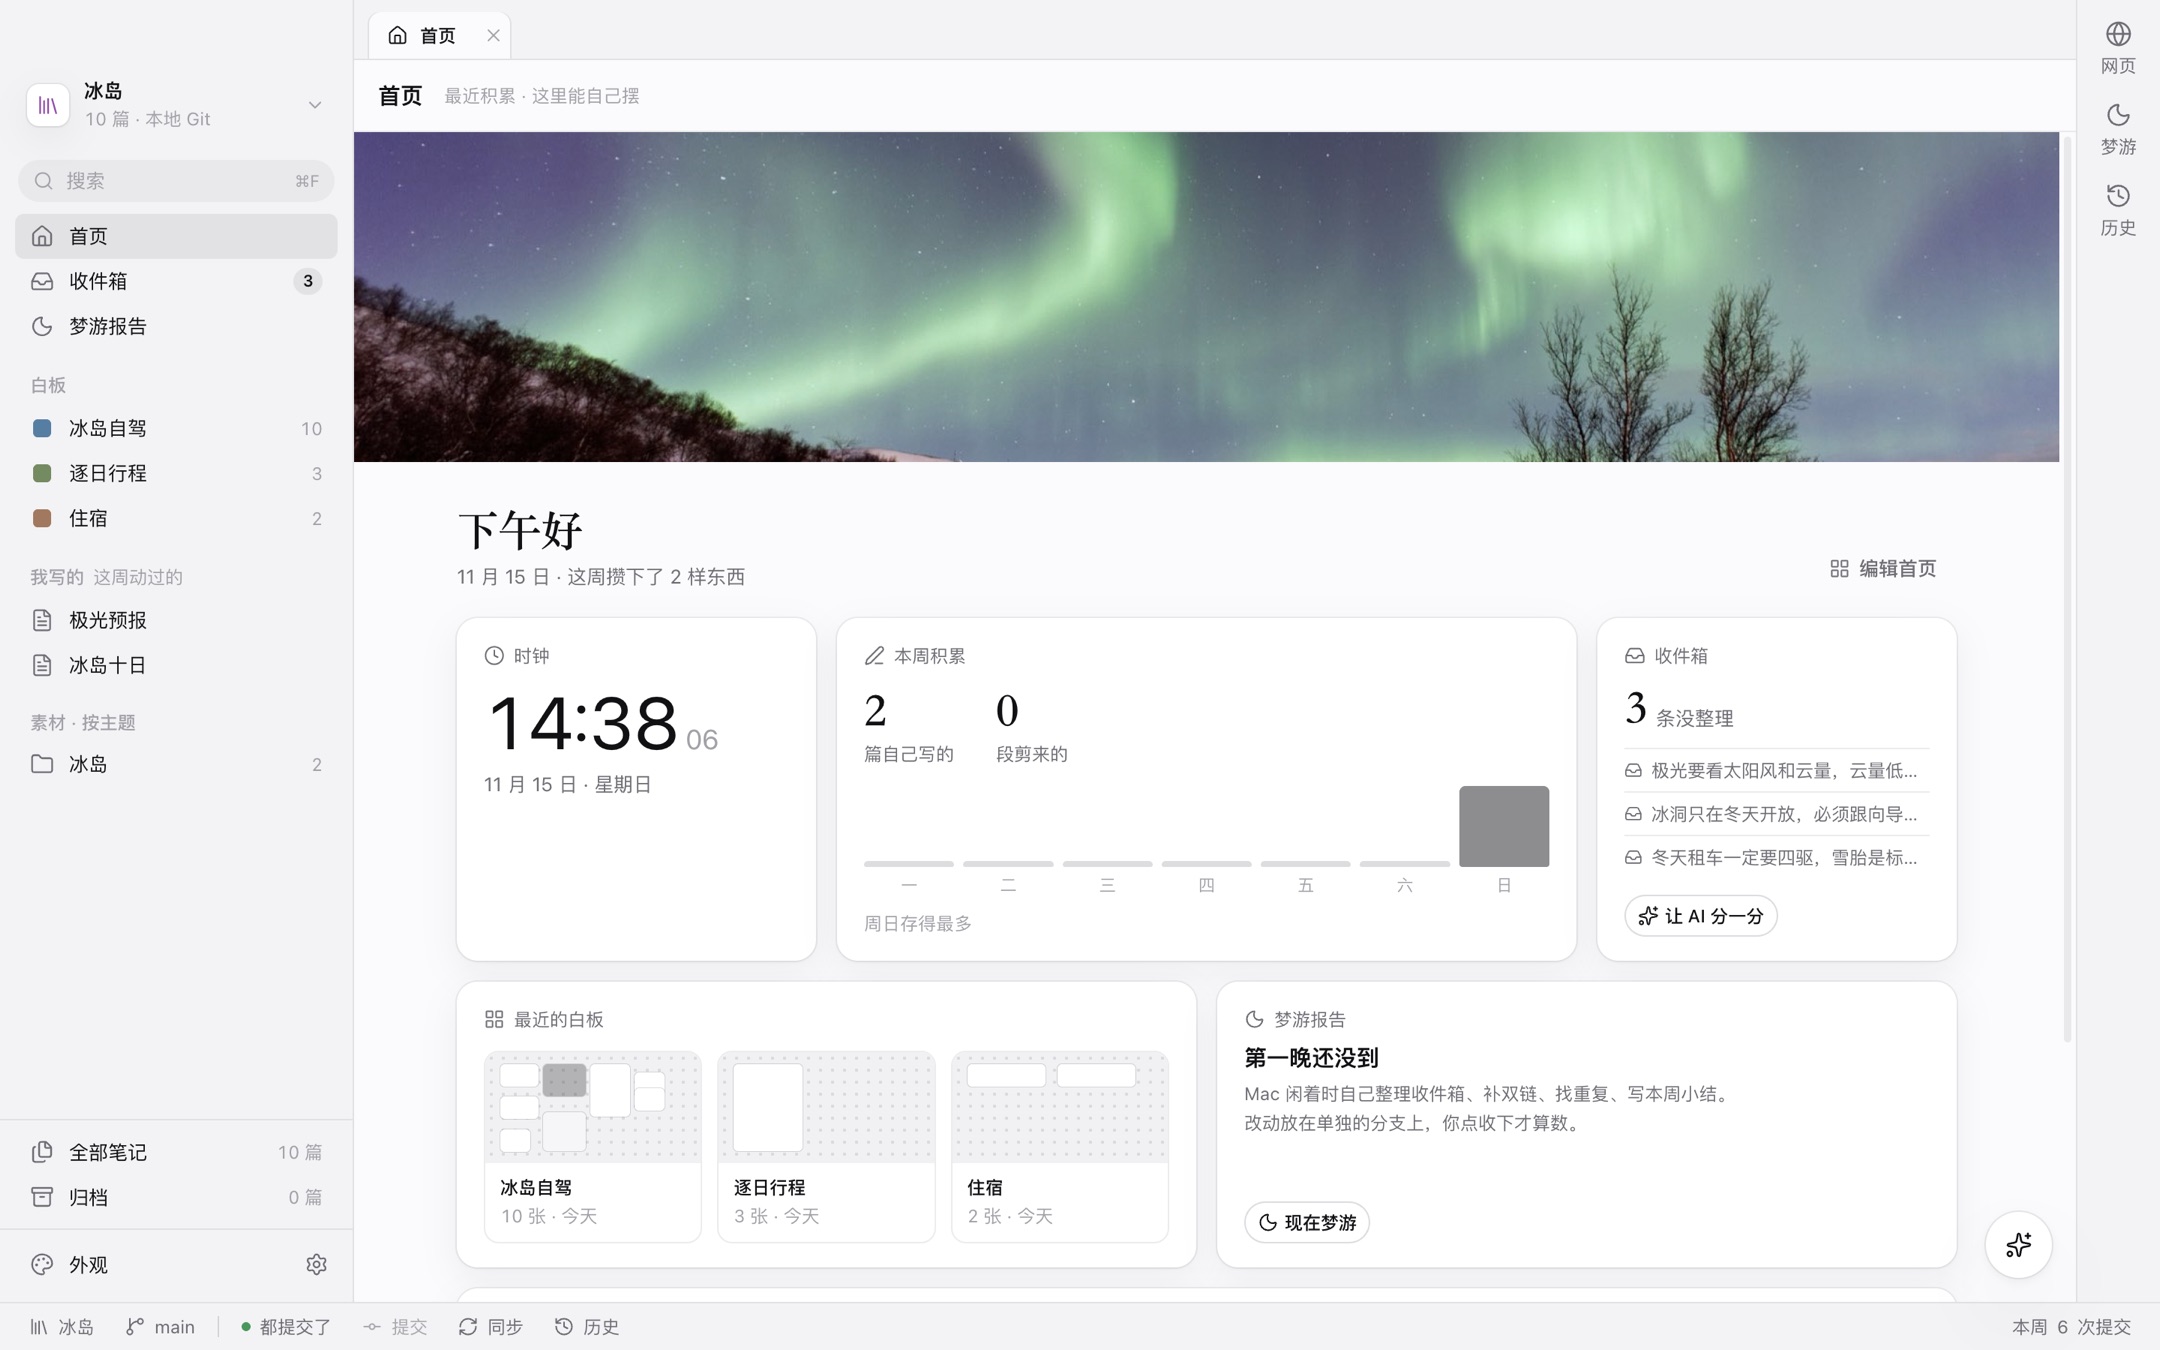 冰岛
10 篇 · 本地 Git
搜索
⌘F
首页
收件箱
3
梦游报告
白板
冰岛自驾
10
逐日行程
3
住宿
2
我写的 这周动过的
极光预报
冰岛十日
素材 · 按主题
冰岛
2
全部笔记
10 篇
归档
0 篇
外观
首页
首页
最近积累 · 这里能自己摆
下午好
11 月 15 日 · 这周攒下了 2 样东西
编辑首页
时钟
14:38 06
11 月 15 日 · 星期日
本周积累
2
篇自己写的
0
段剪来的
一 二 三 四 五 六 日
周日存得最多
收件箱
3 条没整理
极光要看太阳风和云量，云量低...
冰洞只在冬天开放，必须跟向导...
冬天租车一定要四驱，雪胎是标...
让 AI 分一分
最近的白板
冰岛自驾
10 张 · 今天
逐日行程
3 张 · 今天
住宿
2 张 · 今天
梦游报告
第一晚还没到
Mac 闲着时自己整理收件箱、补双链、找重复、写本周小结。
改动放在单独的分支上，你点收下才算数。
现在梦游
网页
梦游
历史
冰岛
main
都提交了
提交
同步
历史
本周 6 次提交